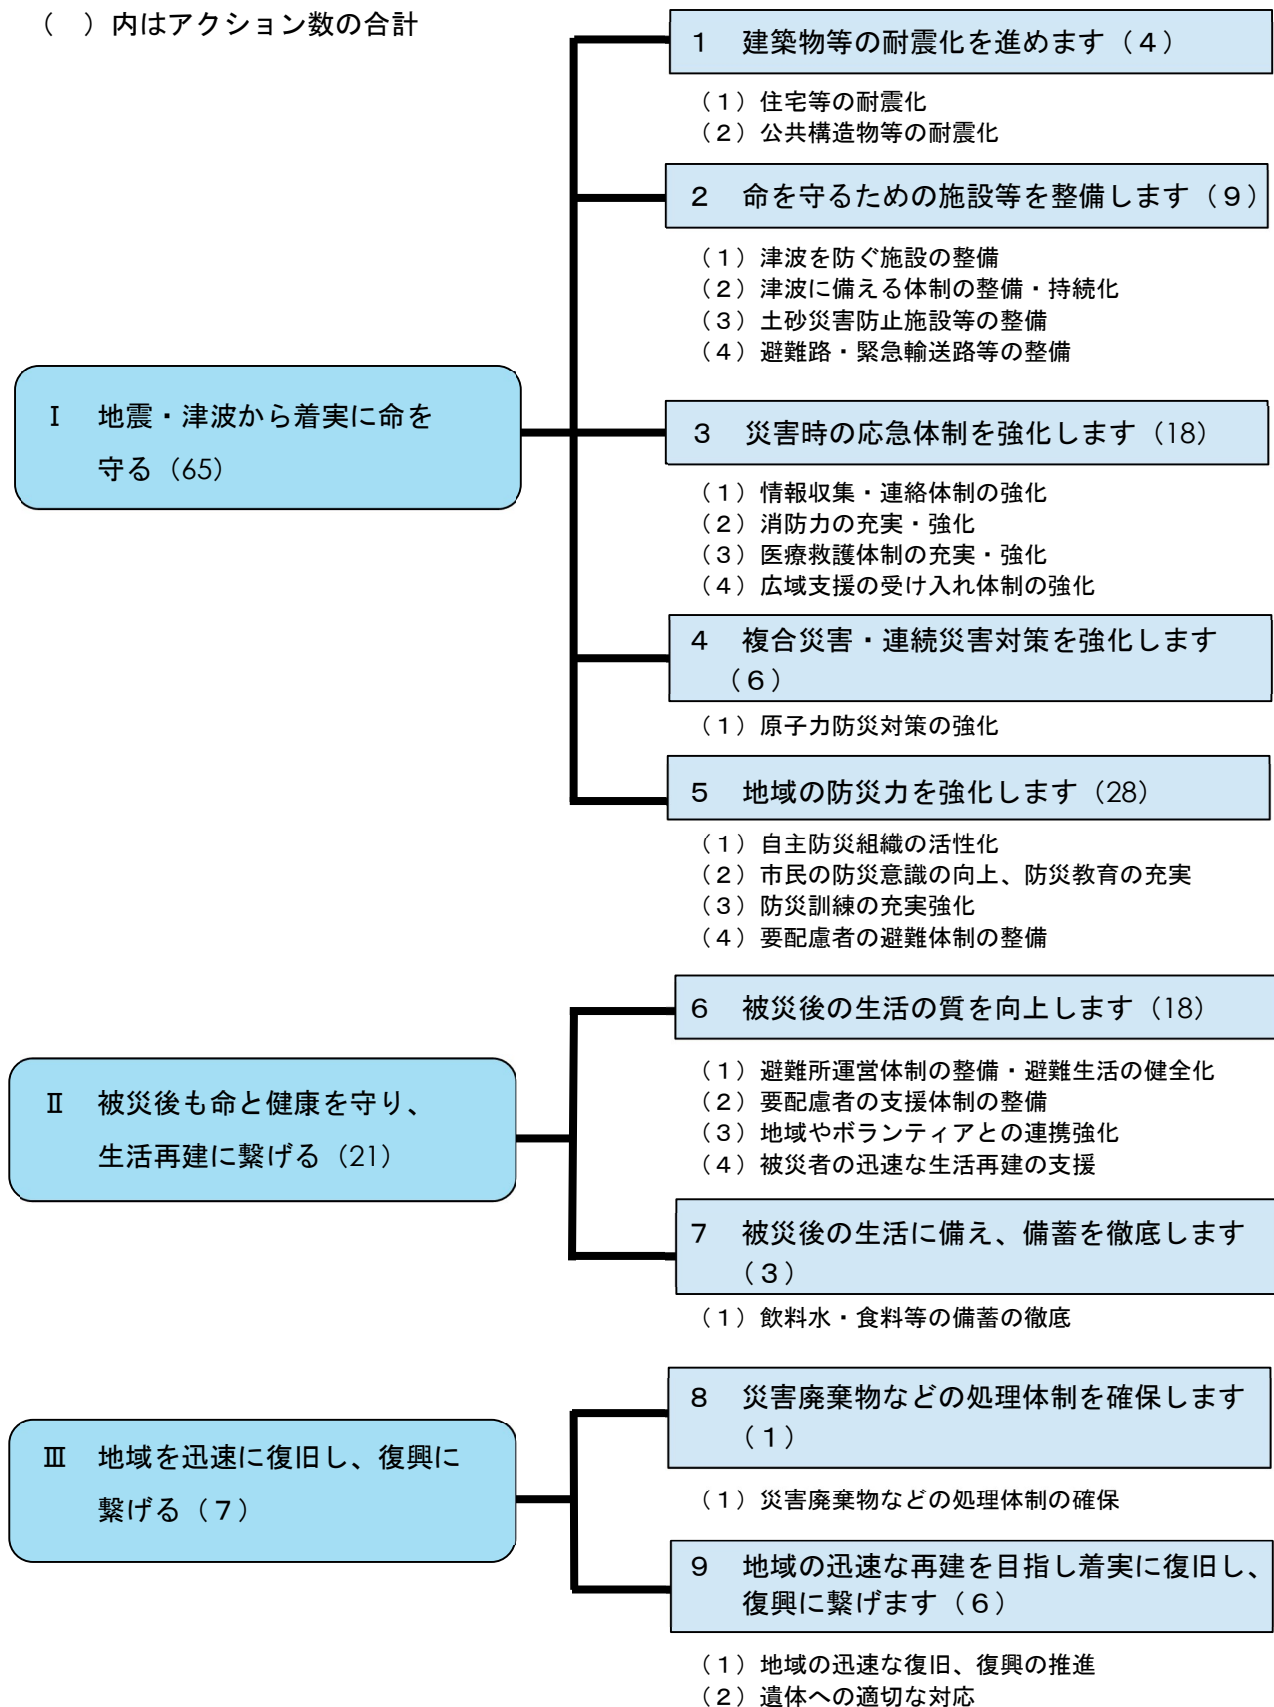 （　）内はアクション数の合計
１　建築物等の耐震化を進めます（４）
（１）住宅等の耐震化
（２）公共構造物等の耐震化
２　命を守るための施設等を整備します（９）
（１）津波を防ぐ施設の整備
（２）津波に備える体制の整備・持続化
（３）土砂災害防止施設等の整備
（４）避難路・緊急輸送路等の整備
Ⅰ　地震・津波から着実に命を
守る（65）
３　災害時の応急体制を強化します（18）
（１）情報収集・連絡体制の強化
（２）消防力の充実・強化
（３）医療救護体制の充実・強化
（４）広域支援の受け入れ体制の強化
４　複合災害・連続災害対策を強化します
（６）
（１）原子力防災対策の強化
５　地域の防災力を強化します（28）
（１）自主防災組織の活性化
（２）市民の防災意識の向上、防災教育の充実
（３）防災訓練の充実強化
（４）要配慮者の避難体制の整備
Ⅱ　被災後も命と健康を守り、
生活再建に繋げる（21）
６　被災後の生活の質を向上します（18）
（１）避難所運営体制の整備・避難生活の健全化
（２）要配慮者の支援体制の整備
（３）地域やボランティアとの連携強化
（４）被災者の迅速な生活再建の支援
７　被災後の生活に備え、備蓄を徹底します
（３）
（１）飲料水・食料等の備蓄の徹底
Ⅲ　地域を迅速に復旧し、復興に
繋げる（７）
８　災害廃棄物などの処理体制を確保します
（１）
（１）災害廃棄物などの処理体制の確保
９　地域の迅速な再建を目指し着実に復旧し、
復興に繋げます（６）
（１）地域の迅速な復旧、復興の推進
（２）遺体への適切な対応